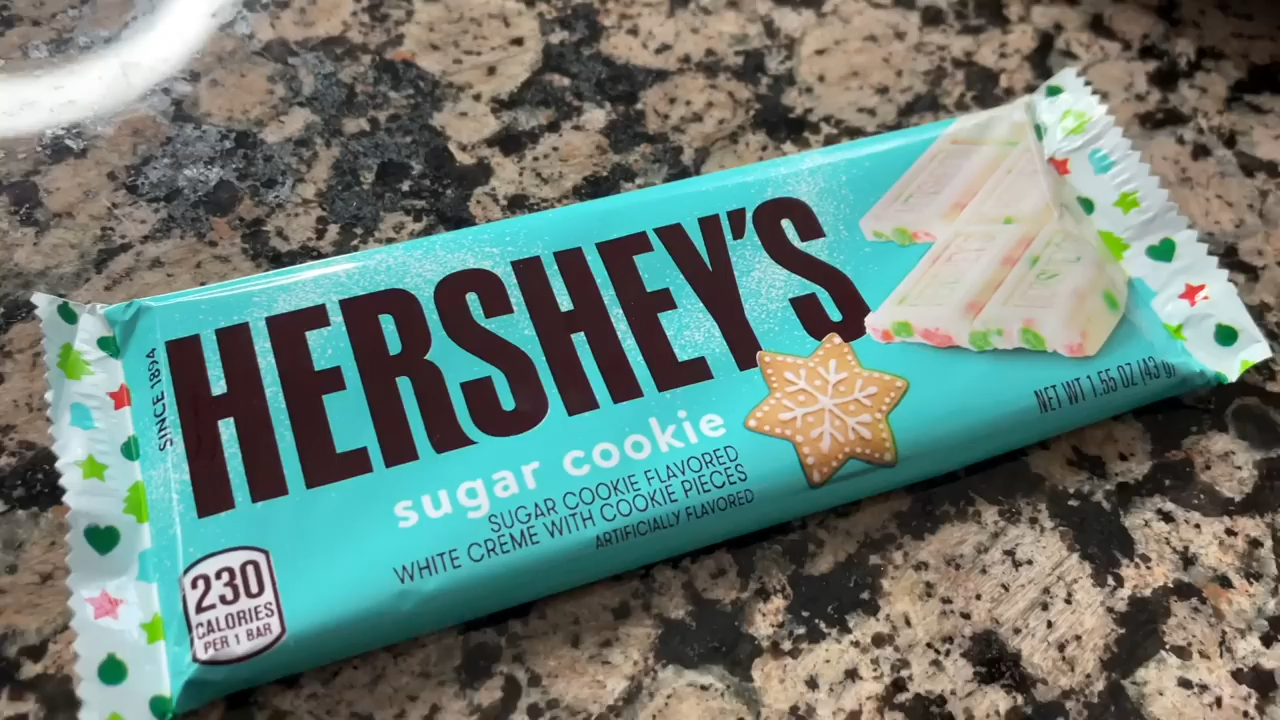 SINCE 1894
HERSHEY'S
sugar cookie
SUGAR COOKIE FLAVORED
WHITE CREME WITH COOKIE PIECES
ARTIFICIALLY FLAVORED
NET WT 1.55 OZ (43 g)
230
CALORIES
PER 1 BAR